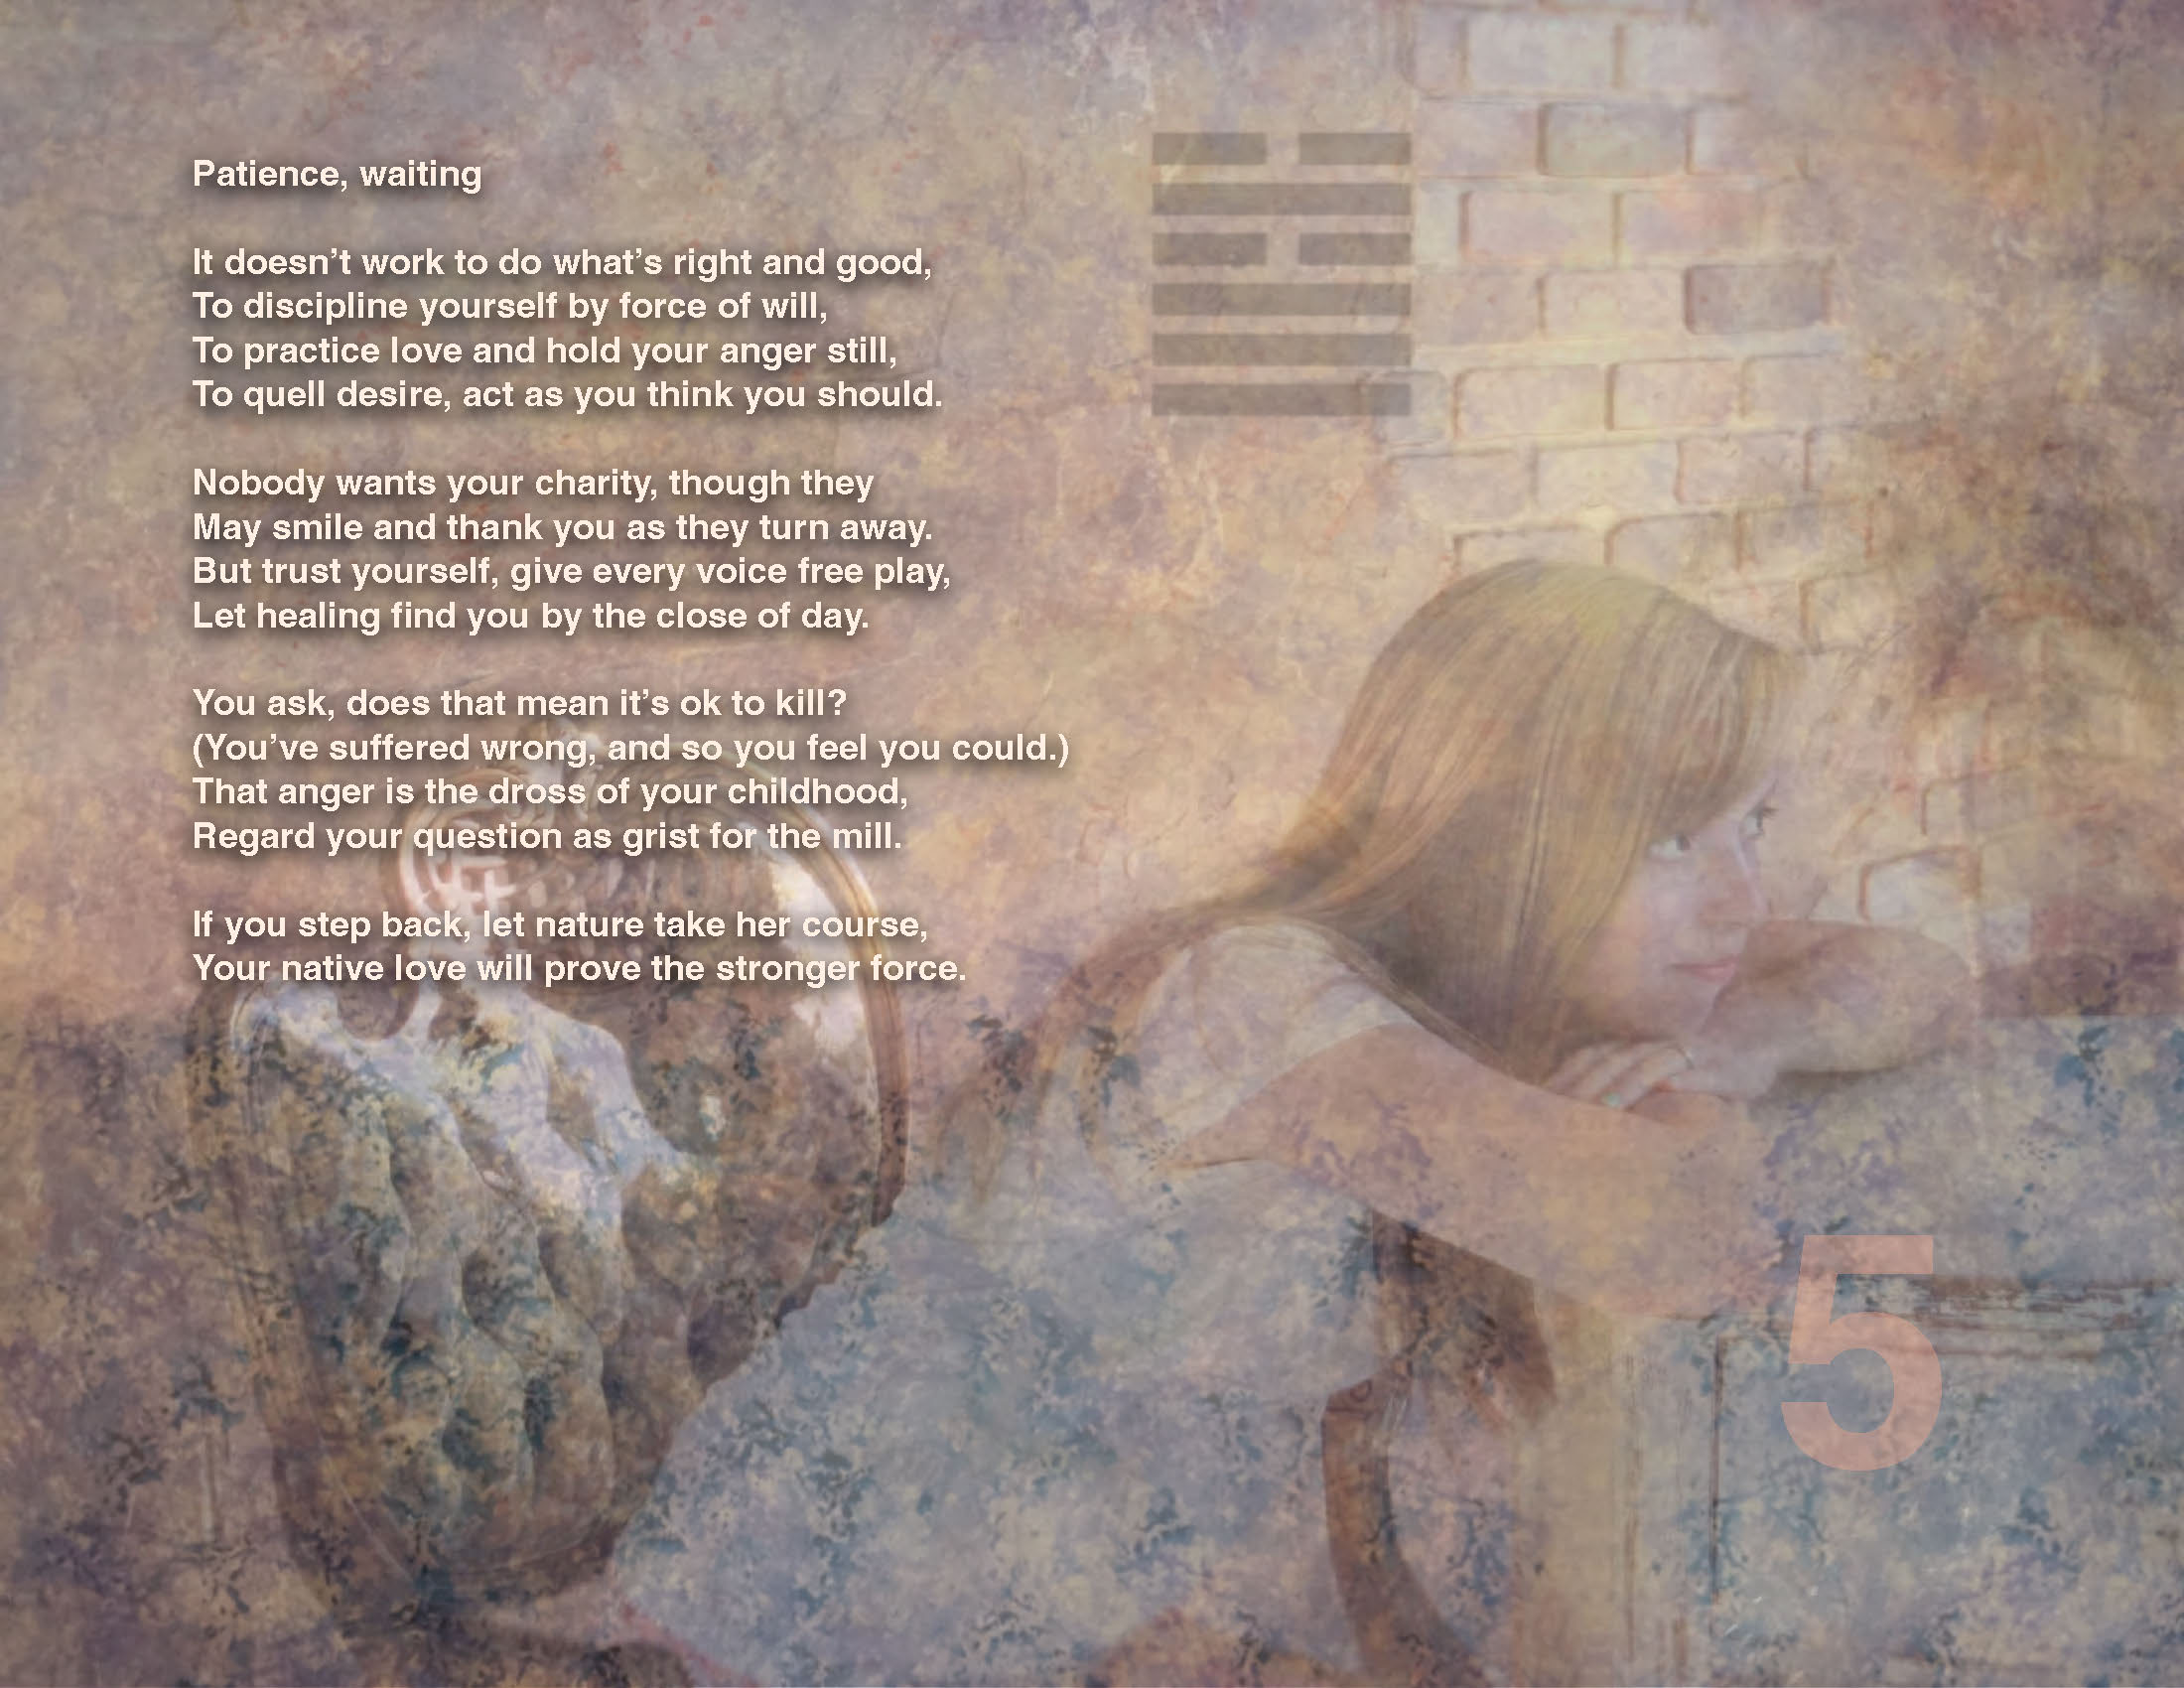 Patience, waiting
It doesn’t work to do what’s right and good,
To discipline yourself by force of will,
To practice love and hold your anger still,
To quell desire, act as you think you should.
Nobody wants your charity, though they
May smile and thank you as they turn away.
But trust yourself, give every voice free play,
Let healing find you by the close of day.
You ask, does that mean it’s ok to kill?
(You’ve suffered wrong, and so you feel you could.)
That anger is the dross of your childhood,
Regard your question as grist for the mill.
If you step back, let nature take her course,
Your native love will prove the stronger force.
5